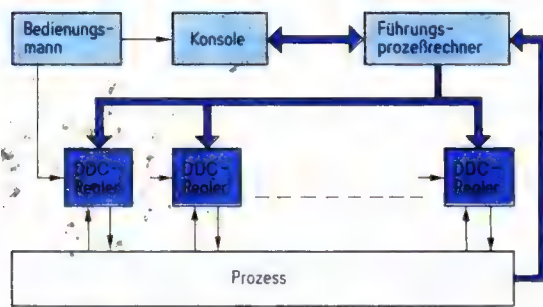 Bedienungs-
mann
Konsole
Führungs-
prozeßrechner
DDC-
Regler
DDC-
Regler
DDC-
Regler
Prozess